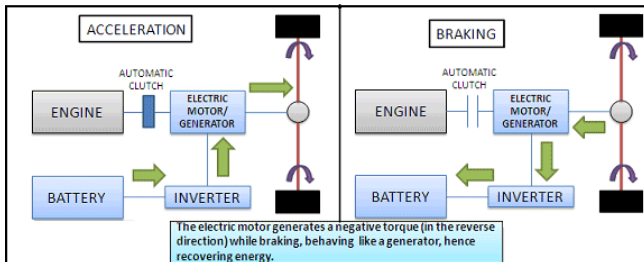 ACCELERATION
AUTOMATIC
CLUTCH
ENGINE
ELECTRIC
MOTOR/
GENERATOR
BATTERY
INVERTER
BRAKING
AUTOMATIC
CLUTCH
ENGINE
ELECTRIC
MOTOR/
GENERATOR
BATTERY
INVERTER
The electric motor generates a negative torque (in the reverse
direction) while braking, behaving like a generator, hence
recovering energy.